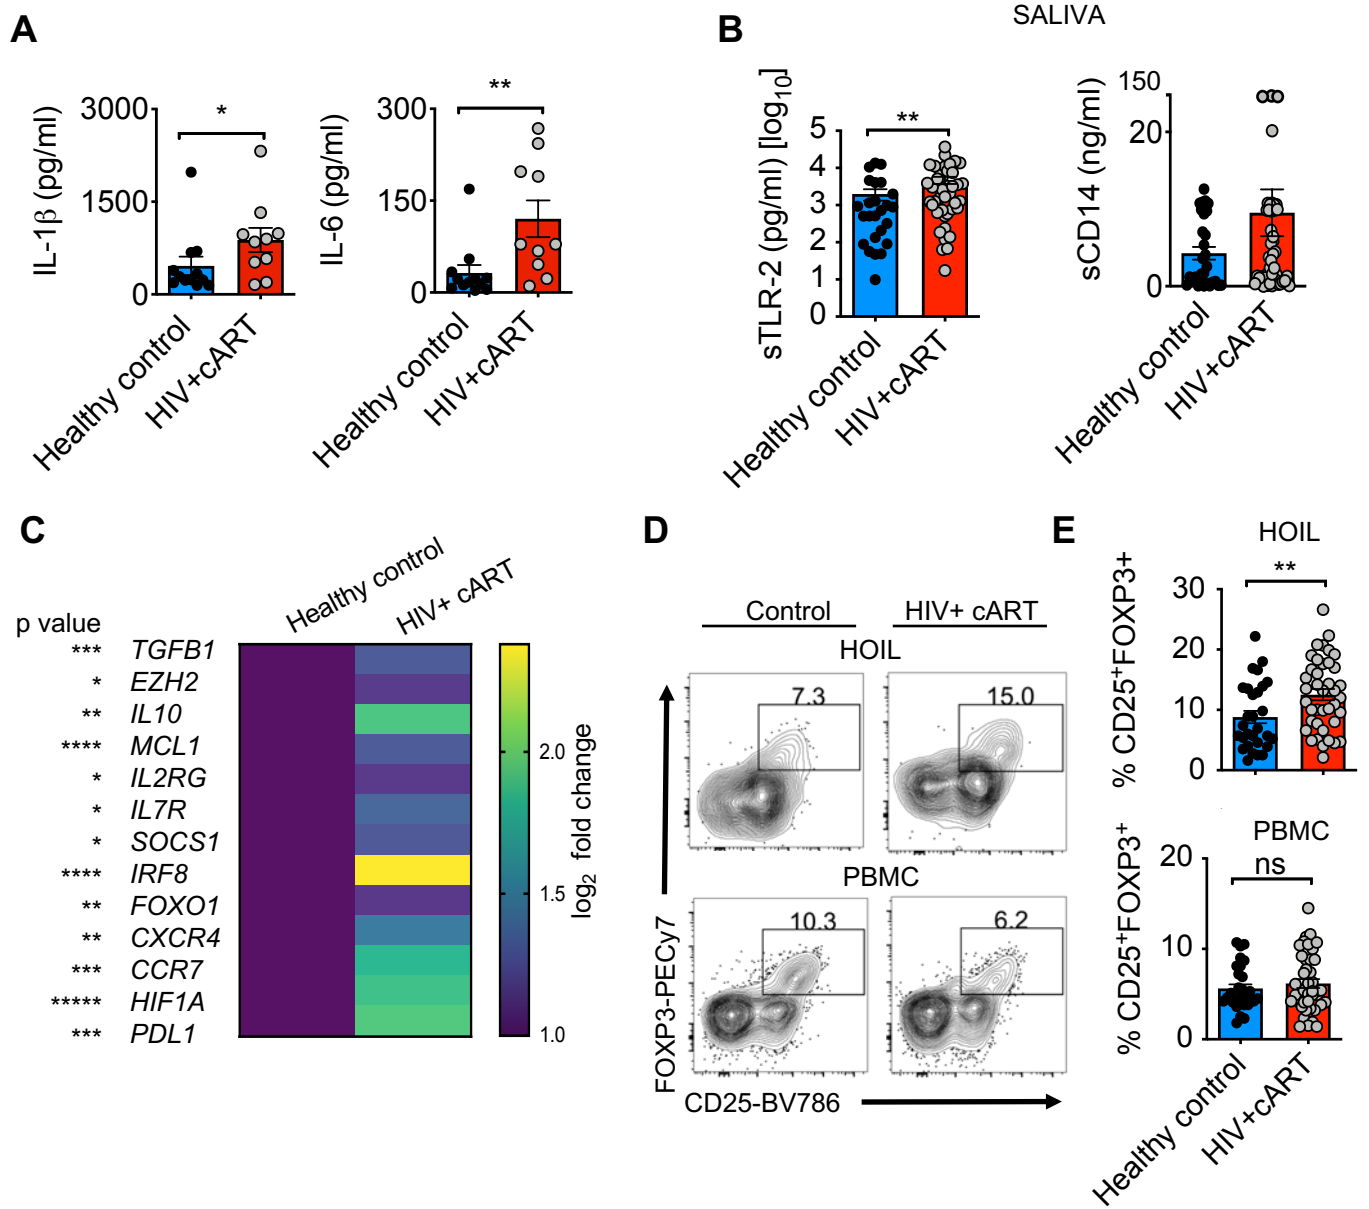 A
IL-1β (pg/ml)
3000
1500
0
*
Healthy control
HIV+cART
IL-6 (pg/ml)
300
150
0
**
Healthy control
HIV+cART
B
SALIVA
sTLR-2 (pg/ml) [log10]
5
4
3
2
1
0
**
Healthy control
HIV+cART
sCD14 (ng/ml)
150
20
0
Healthy control
HIV+cART
C
Healthy control
HIV+ cART
p value
*** TGFB1
* EZH2
** IL10
**** MCL1
* IL2RG
* IL7R
* SOCS1
**** IRF8
** FOXO1
** CXCR4
*** CCR7
***** HIF1A
*** PDL1
2.0
1.5
1.0
log2 fold change
D
Control
HIV+ cART
HOIL
7.3
15.0
PBMC
10.3
6.2
FOXP3-PECy7
CD25-BV786
E
HOIL
**
% CD25+FOXP3+
30
20
10
0
PBMC
ns
% CD25+FOXP3+
20
10
0
Healthy control
HIV+cART